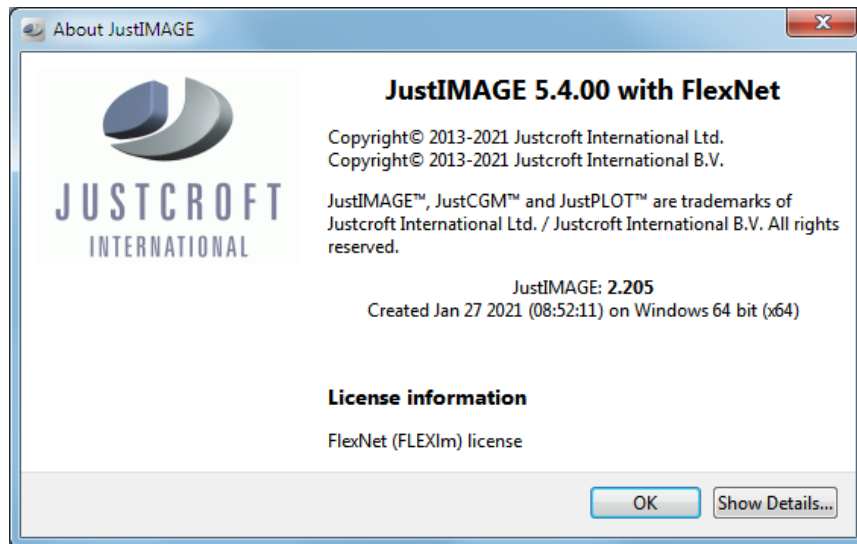 About JustIMAGE
JUSTCROFT
INTERNATIONAL
JustIMAGE 5.4.00 with FlexNet
Copyright© 2013-2021 Justcroft International Ltd.
Copyright© 2013-2021 Justcroft International B.V.
JustIMAGE™, JustCGM™ and JustPLOT™ are trademarks of
Justcroft International Ltd. / Justcroft International B.V. All rights
reserved.
JustIMAGE: 2.205
Created Jan 27 2021 (08:52:11) on Windows 64 bit (x64)
License information
FlexNet (FLEXlm) license
OK
Show Details...